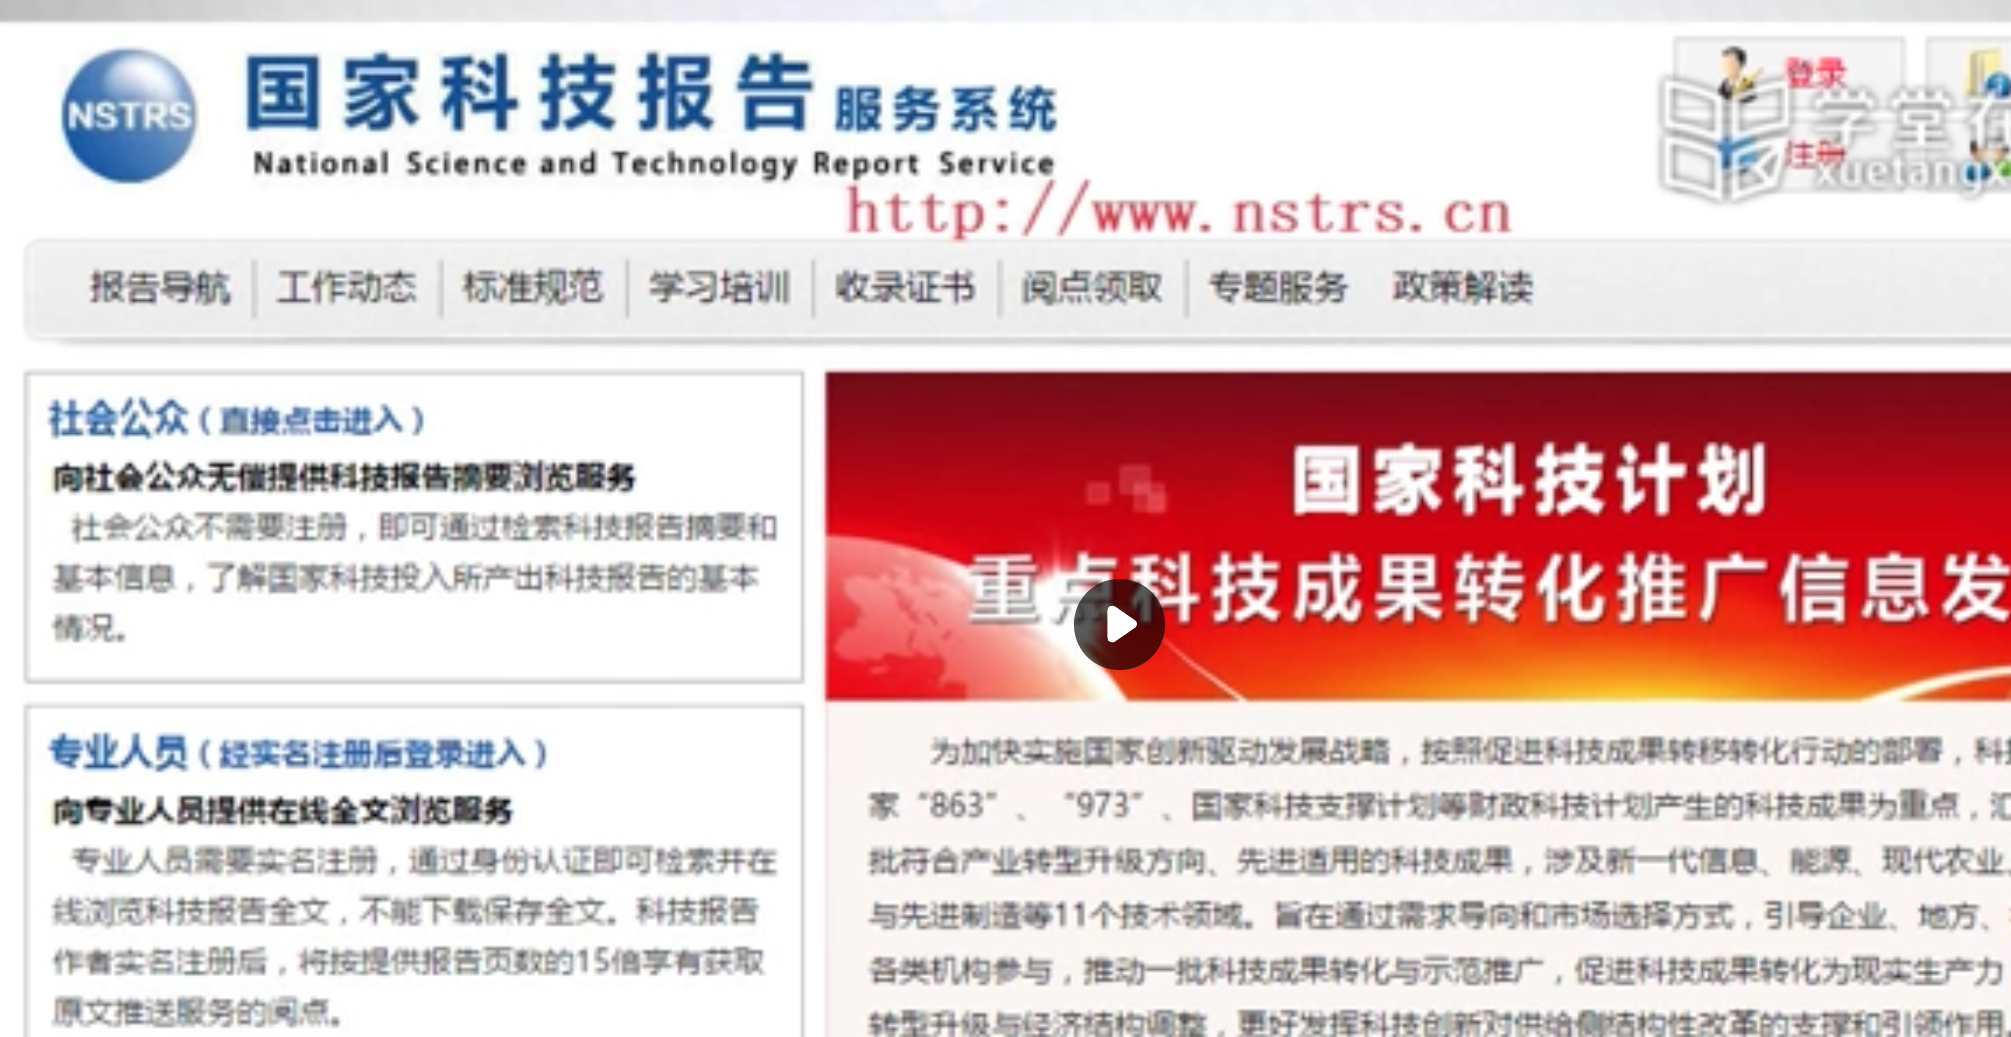 NSTRS
国家科技报告服务系统
National Science and Technology Report Service
登录
注册
学堂在
xuetangx
http://www.nstrs.cn
报告导航 工作动态 标准规范 学习培训 收录证书 阅点领取 专题服务 政策解读
社会公众（直接点击进入）
向社会公众无偿提供科技报告摘要浏览服务
社会公众不需要注册，即可通过检索科技报告摘要和
基本信息，了解国家科技投入所产出科技报告的基本
情况。
专业人员（经实名注册后登录进入）
向专业人员提供在线全文浏览服务
专业人员需要实名注册，通过身份认证即可检索并在
线浏览科技报告全文，不能下载保存全文。科技报告
作者实名注册后，将按提供报告页数的15倍享有获取
原文推送服务的阅点。
国家科技计划
重点科技成果转化推广信息发
为加快实施国家创新驱动发展战略，按照促进科技成果转移转化行动的部署，科技
家“863”、“973”、国家科技支撑计划等财政科技计划产生的科技成果为重点，汇
批符合产业转型升级方向、先进适用的科技成果，涉及新一代信息、能源、现代农业、
与先进制造等11个技术领域。旨在通过需求导向和市场选择方式，引导企业、地方、
各类机构参与，推动一批科技成果转化与示范推广，促进科技成果转化为现实生产力
转型升级与经济结构调整，更好发挥科技创新对供给侧结构性改革的支撑和引领作用。